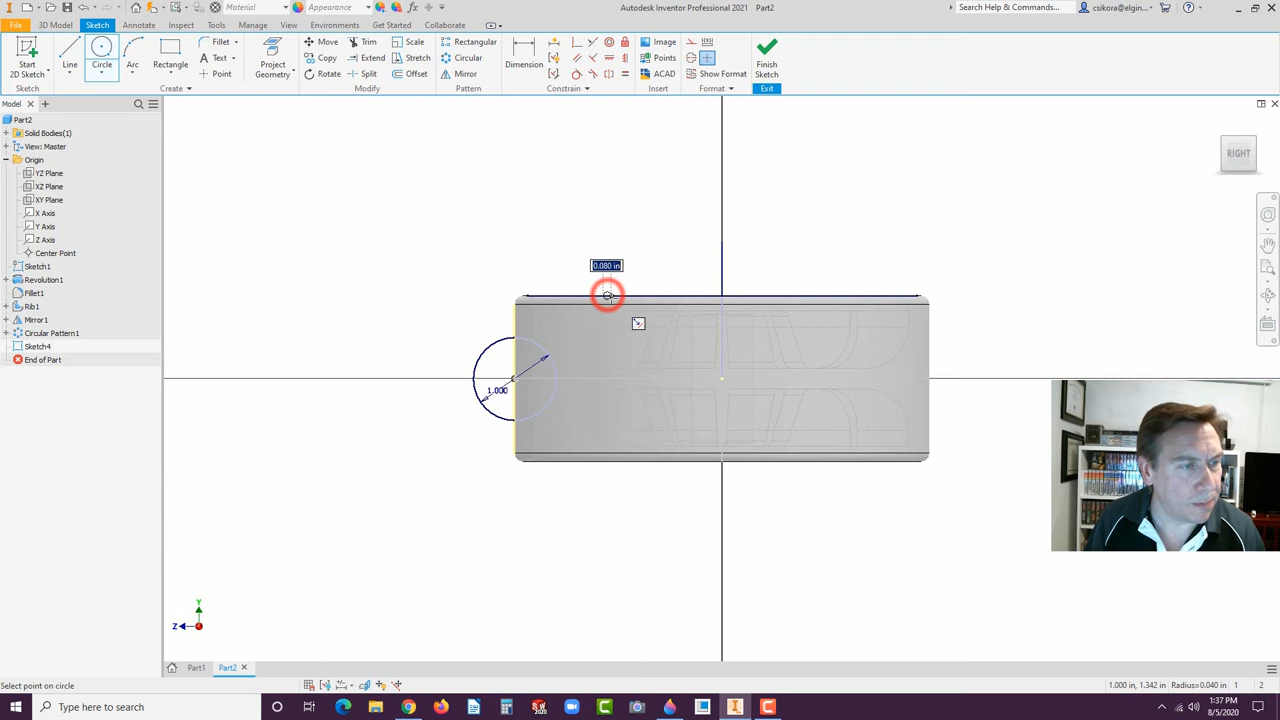 Material
Appearance
Autodesk Inventor Professional 2021 Part2
Search Help & Commands...
csikora@elgin...
File 3D Model Sketch Annotate Inspect Tools Manage View Environments Get Started Collaborate
Start
2D Sketch
Line
Circle
Arc
Rectangle
Fillet
Text
Point
Project
Geometry
Move
Copy
Rotate
Trim
Extend
Split
Scale
Stretch
Offset
Rectangular
Circular
Mirror
Dimension
Image
Points
ACAD
Show Format
Finish
Sketch
Sketch Create Modify Pattern Constrain Insert Format Exit
Model
Part2
Solid Bodies(1)
View: Master
Origin
YZ Plane
XZ Plane
XY Plane
X Axis
Y Axis
Z Axis
Center Point
Sketch1
Revolution1
Fillet1
Rib1
Mirror1
Circular Pattern1
Sketch4
End of Part
RIGHT
0.080 in
1.000
Y
Z
Part1 Part2
Select point on circle
1.000 in, 1.342 in Radius=0.040 in 1 2
Type here to search
1:37 PM
8/5/2020